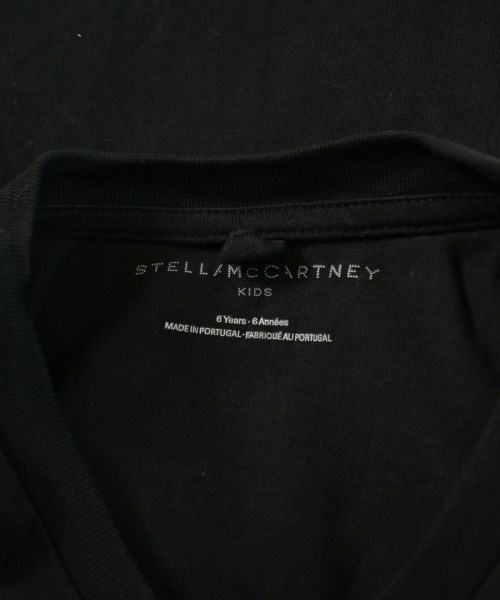 STELLA McCARTNEY
KIDS
6 Years - 6 Années
MADE IN PORTUGAL - FABRIQUÉ AU PORTUGAL